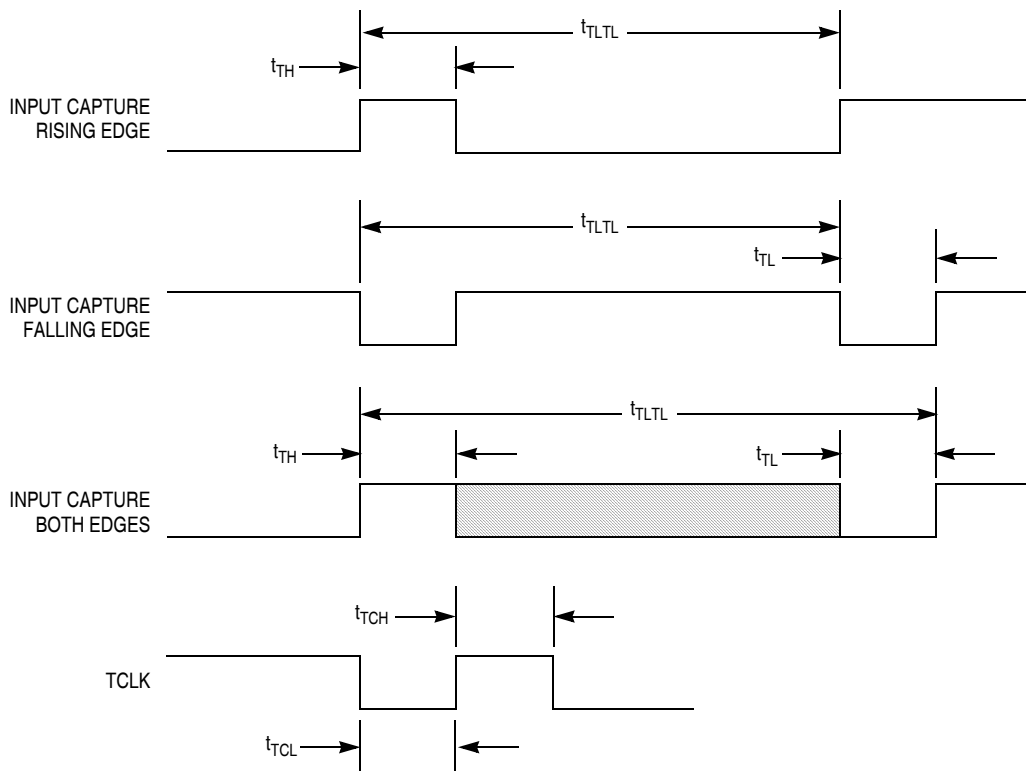 tTLTL
tTH
INPUT CAPTURE
RISING EDGE
tTLTL
tTL
INPUT CAPTURE
FALLING EDGE
tTLTL
tTH
tTL
INPUT CAPTURE
BOTH EDGES
tTCH
TCLK
tTCL